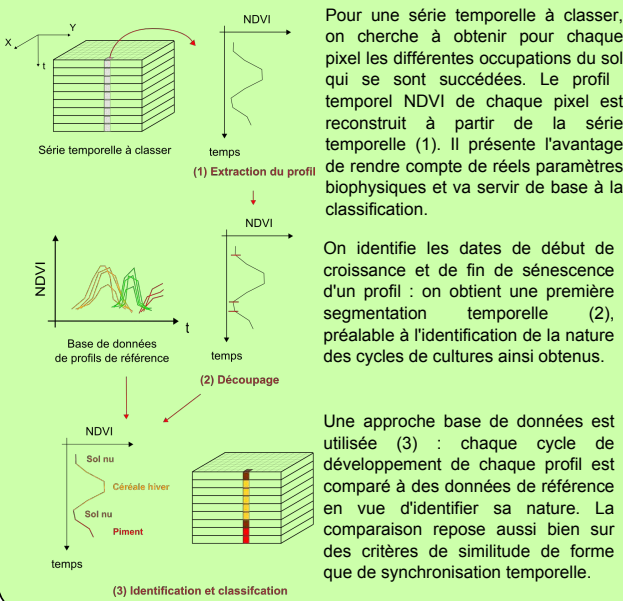 X
Y
t
Série temporelle à classer
NDVI
temps
(1) Extraction du profil
NDVI
t
Base de données
de profils de référence
NDVI
temps
(2) Découpage
NDVI
Sol nu
Céréale hiver
Sol nu
Piment
temps
(3) Identification et classifcation
Pour une série temporelle à classer,
on cherche à obtenir pour chaque
pixel les différentes occupations du sol
qui se sont succédées. Le profil
temporel NDVI de chaque pixel est
reconstruit à partir de la série
temporelle (1). Il présente l'avantage
de rendre compte de réels paramètres
biophysiques et va servir de base à la
classification.
On identifie les dates de début de
croissance et de fin de sénescence
d'un profil : on obtient une première
segmentation temporelle (2),
préalable à l'identification de la nature
des cycles de cultures ainsi obtenus.
Une approche base de données est
utilisée (3) : chaque cycle de
développement de chaque profil est
comparé à des données de référence
en vue d'identifier sa nature. La
comparaison repose aussi bien sur
des critères de similitude de forme
que de synchronisation temporelle.